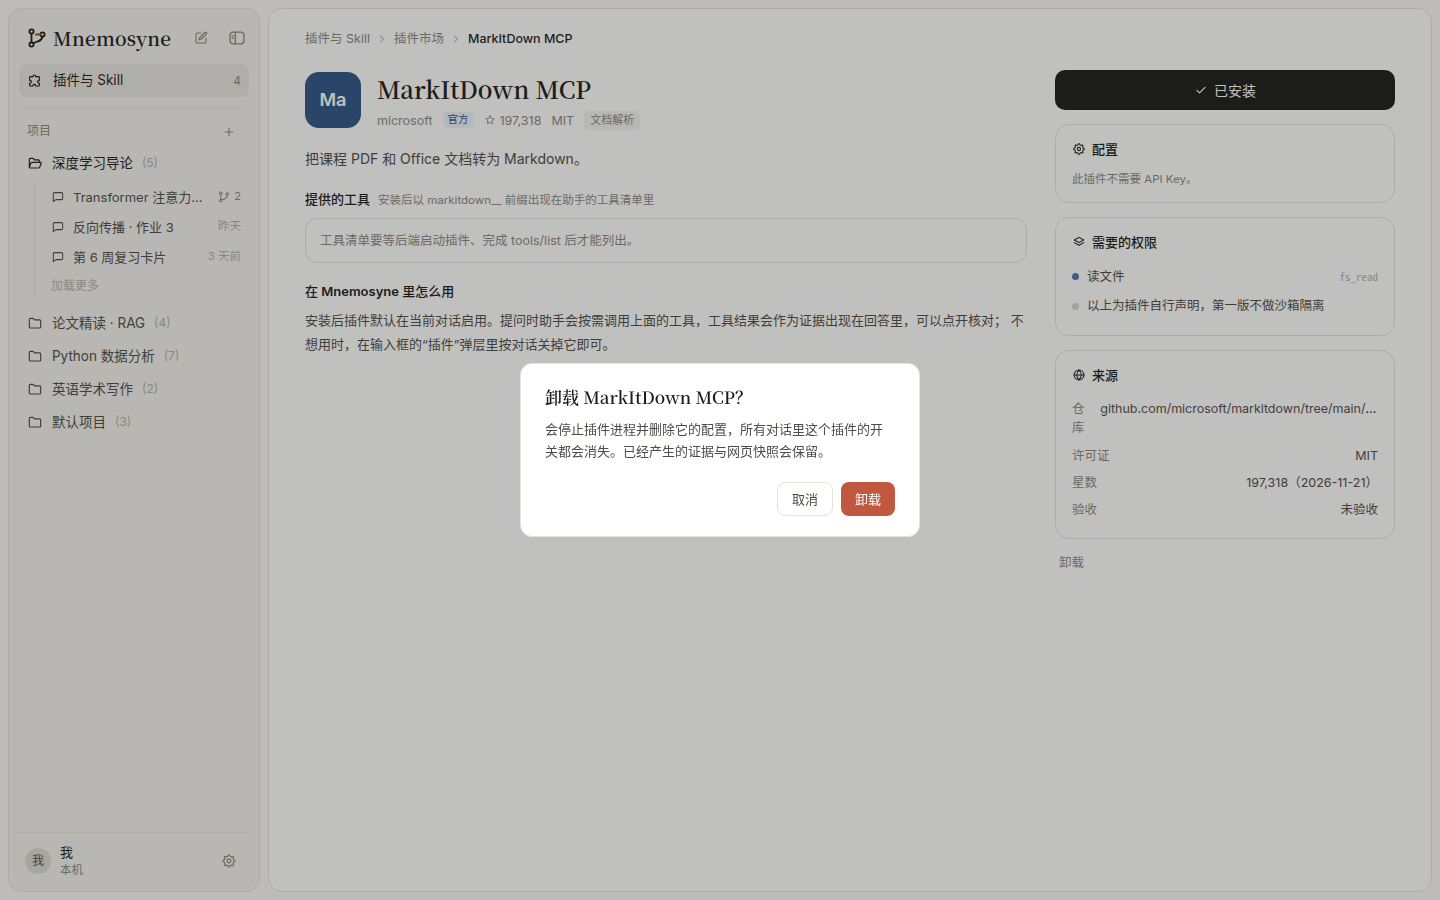 Mnemosyne
插件与 Skill 4
项目
深度学习导论 (5)
Transformer 注意力... 2
反向传播 · 作业 3 昨天
第 6 周复习卡片 3 天前
加载更多
论文精读 · RAG (4)
Python 数据分析 (7)
英语学术写作 (2)
默认项目 (3)
我
我
本机
插件与 Skill > 插件市场 > MarkItDown MCP
Ma
MarkItDown MCP
microsoft 官方 197,318 MIT 文档解析
把课程 PDF 和 Office 文档转为 Markdown。
提供的工具 安装后以 markitdown__ 前缀出现在助手的工具清单里
工具清单要等后端启动插件、完成 tools/list 后才能列出。
在 Mnemosyne 里怎么用
安装后插件默认在当前对话启用。提问时助手会按需调用上面的工具，工具结果会作为证据出现在回答里，可以点开核对； 不
想用时，在输入框的“插件”弹层里按对话关掉它即可。
卸载 MarkItDown MCP？
会停止插件进程并删除它的配置，所有对话里这个插件的开
关都会消失。已经产生的证据与网页快照会保留。
取消 卸载
已安装
配置
此插件不需要 API Key。
需要的权限
读文件 fs_read
以上为插件自行声明，第一版不做沙箱隔离
来源
仓库 github.com/microsoft/markitdown/tree/main/...
许可证 MIT
星数 197,318（2026-11-21）
验收 未验收
卸载